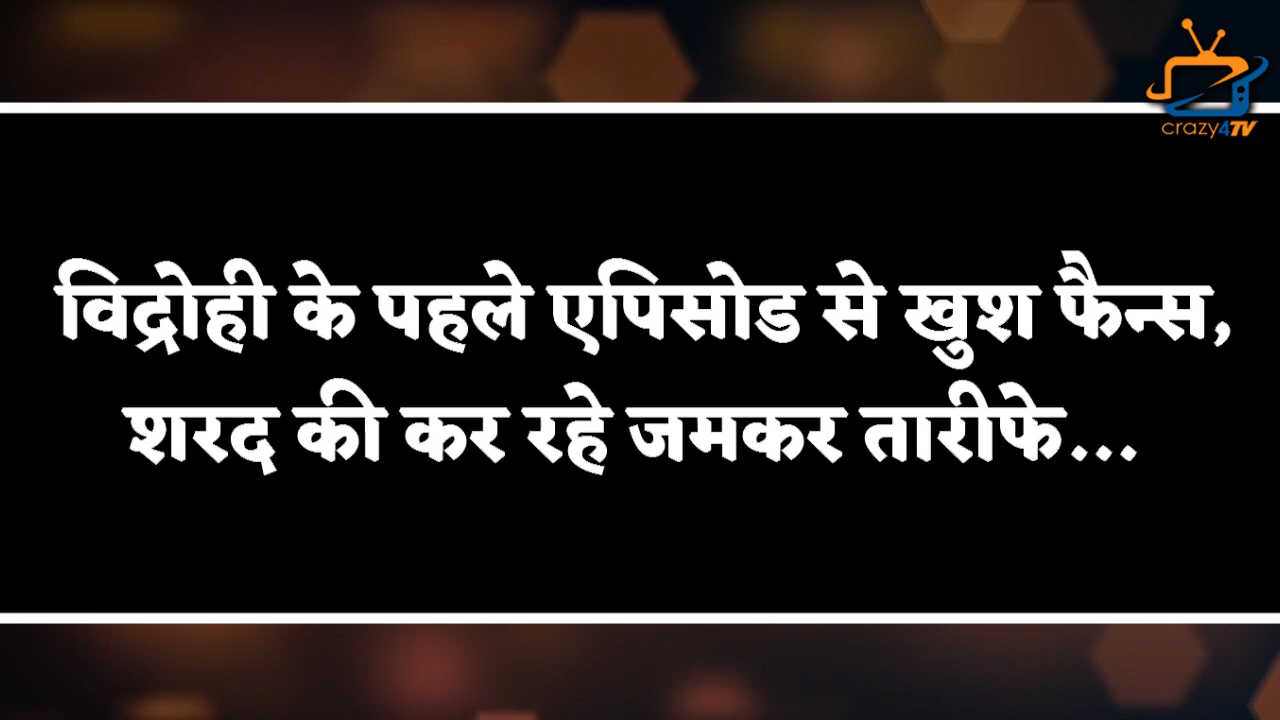 crazy4TV
विद्रोही के पहले एपिसोड से खुश फैन्स,
शरद की कर रहे जमकर तारीफे...